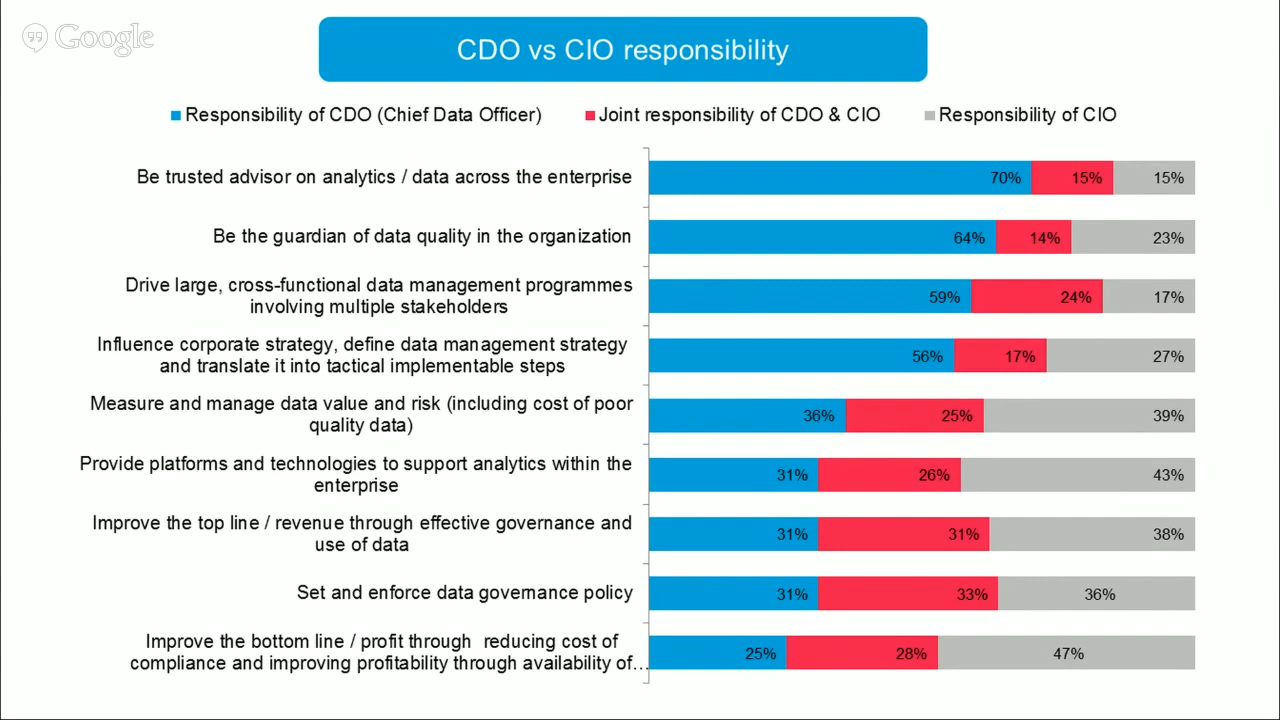 Google
CDO vs CIO responsibility
Responsibility of CDO (Chief Data Officer) Joint responsibility of CDO & CIO Responsibility of CIO
Be trusted advisor on analytics / data across the enterprise 70% 15% 15%
Be the guardian of data quality in the organization 64% 14% 23%
Drive large, cross-functional data management programmes
involving multiple stakeholders 59% 24% 17%
Influence corporate strategy, define data management strategy
and translate it into tactical implementable steps 56% 17% 27%
Measure and manage data value and risk (including cost of poor
quality data) 36% 25% 39%
Provide platforms and technologies to support analytics within the
enterprise 31% 26% 43%
Improve the top line / revenue through effective governance and
use of data 31% 31% 38%
Set and enforce data governance policy 31% 33% 36%
Improve the bottom line / profit through reducing cost of
compliance and improving profitability through availability of… 25% 28% 47%